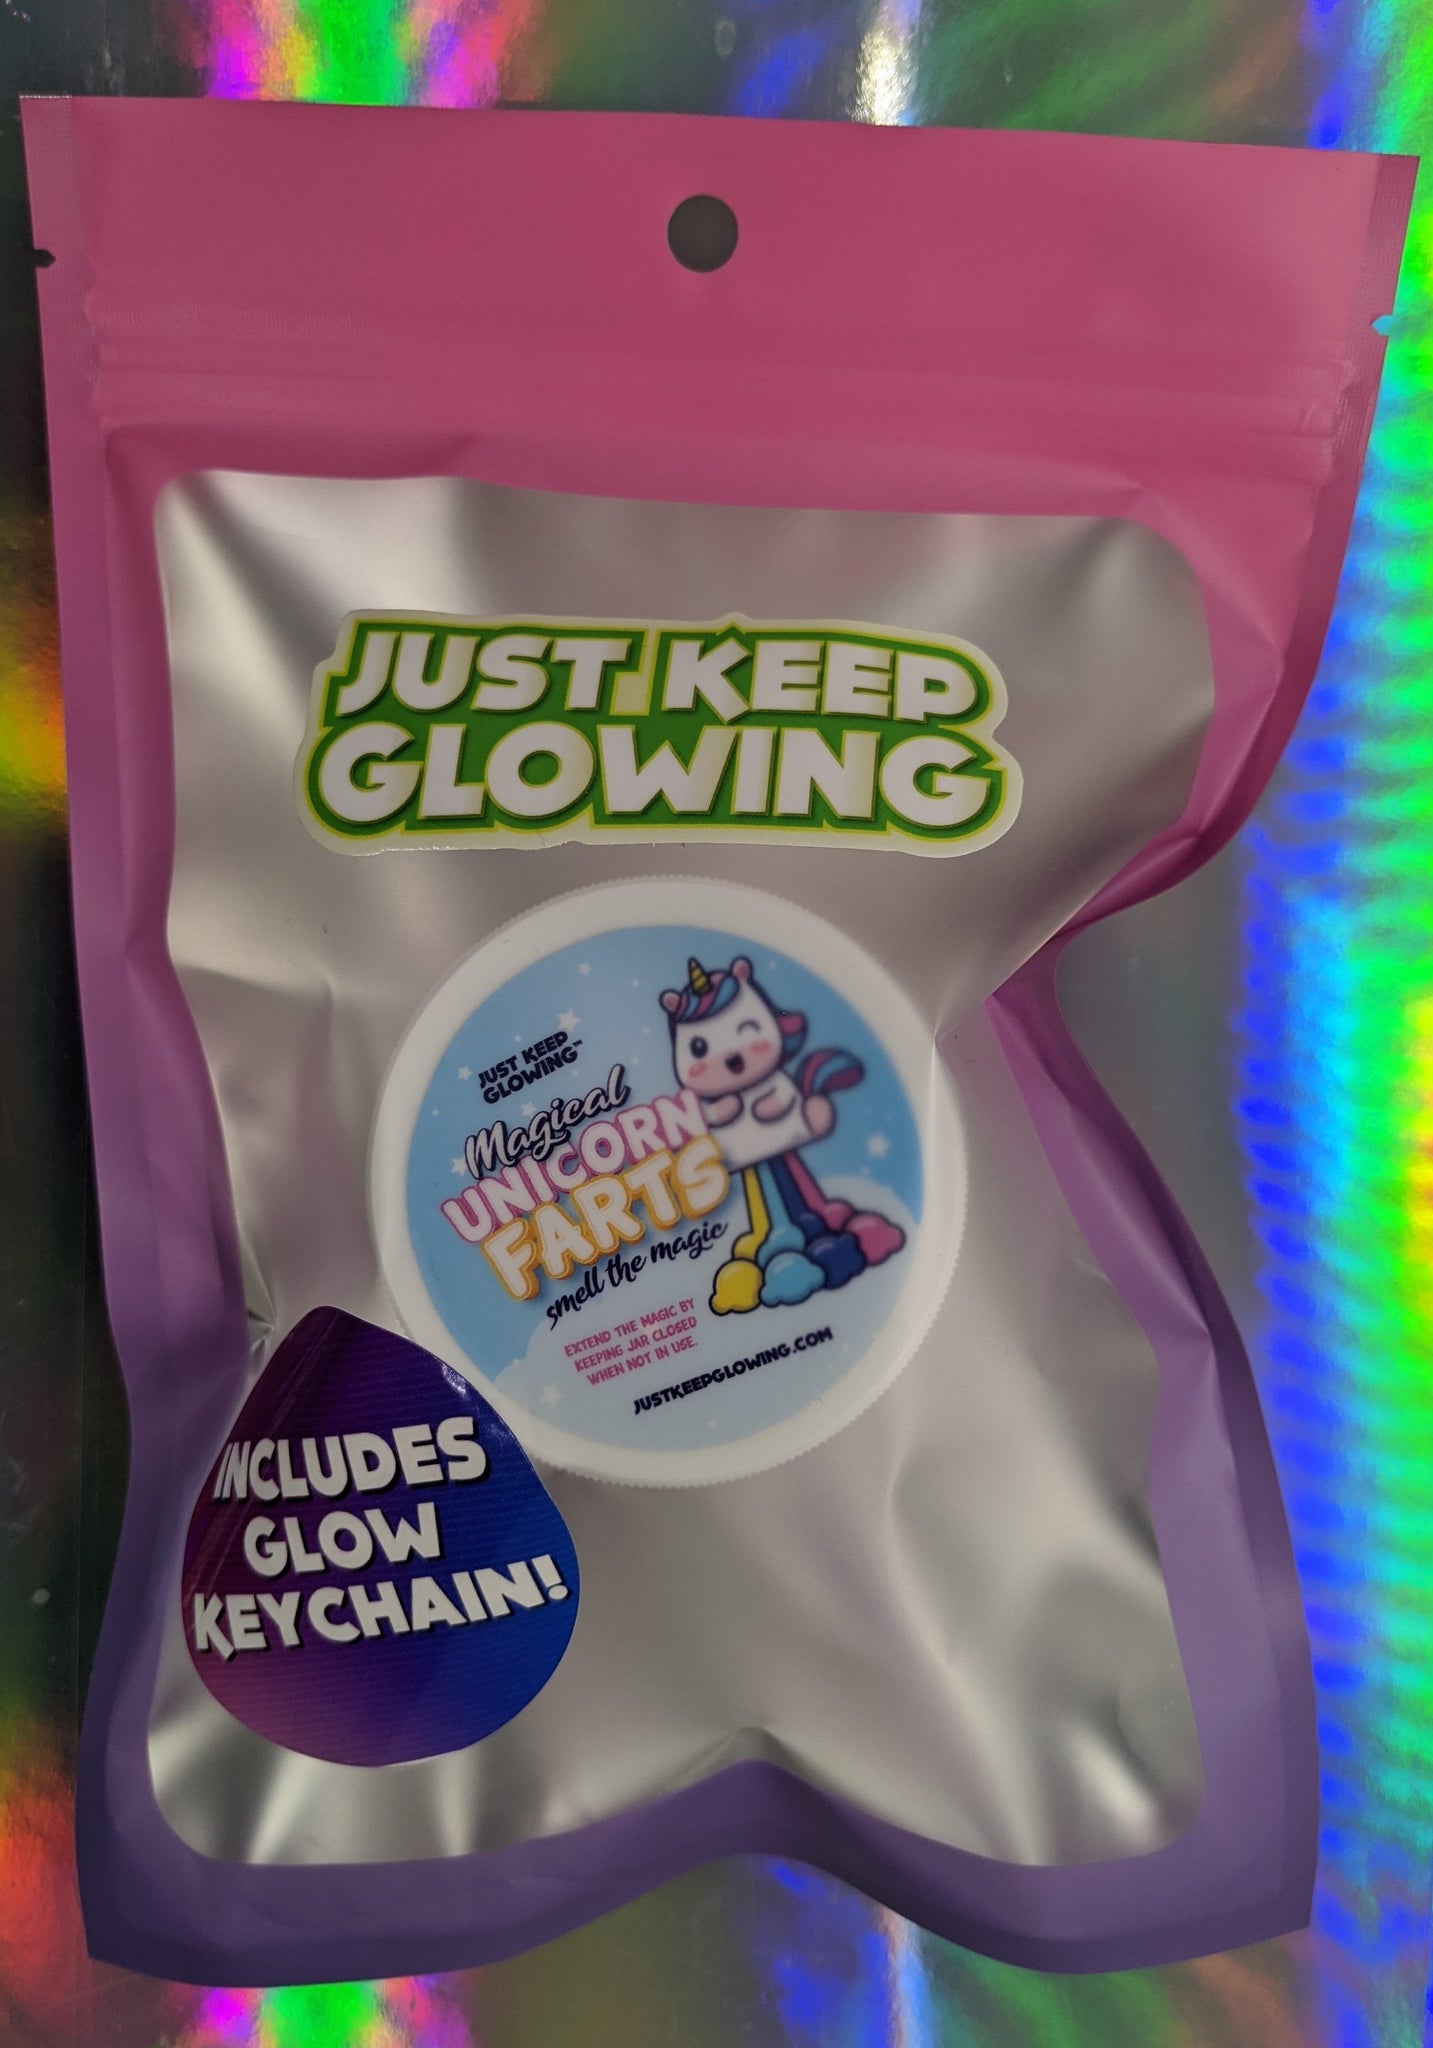 JUST KEEP
GLOWING
JUST KEEP
GLOWING™
Magical
UNICORN
FARTS
smell the magic
EXTEND THE MAGIC BY
KEEPING JAR CLOSED
WHEN NOT IN USE.
JUSTKEEPGLOWING.COM
INCLUDES
GLOW
KEYCHAIN!